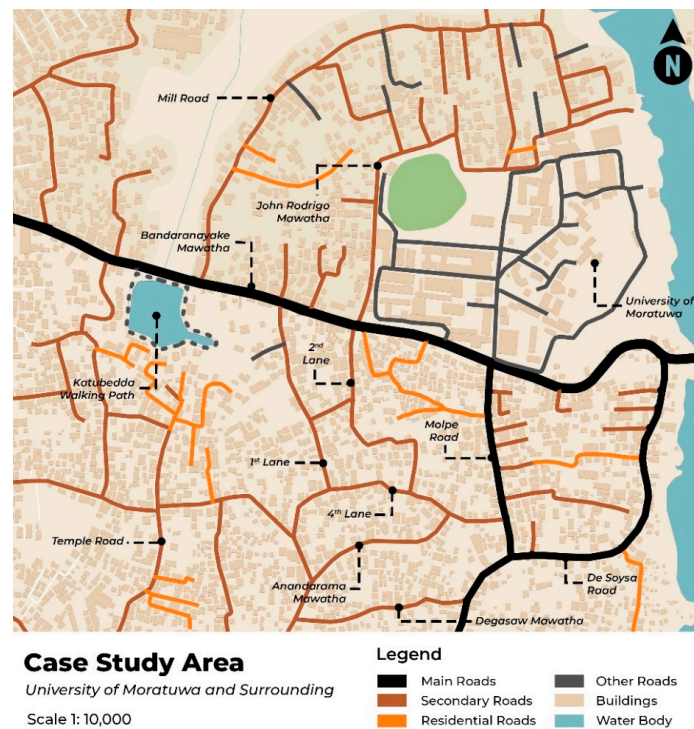 N
Mill Road
John Rodrigo
Mawatha
Bandaranayake
Mawatha
University of
Moratuwa
2nd
Lane
Katubedda
Walking Path
Molpe
Road
1st Lane
4th Lane
Temple Road
Anandarama
Mawatha
De Soysa
Road
Degasaw Mawatha
Case Study Area
University of Moratuwa and Surrounding
Scale 1: 10,000
Legend
Main Roads
Secondary Roads
Residential Roads
Other Roads
Buildings
Water Body